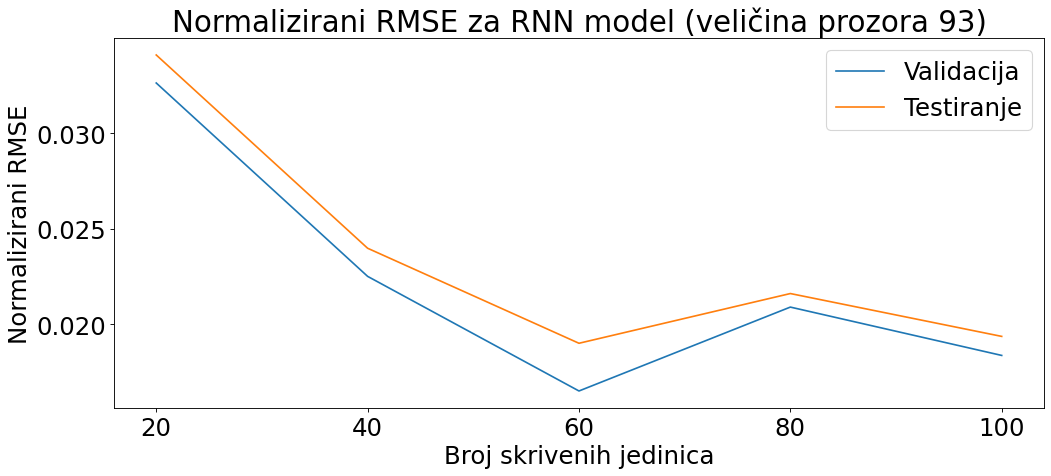 Normalizirani RMSE za RNN model (veličina prozora 93)
Validacija
Testiranje
Normalizirani RMSE
0.030
0.025
0.020
20 40 60 80 100
Broj skrivenih jedinica